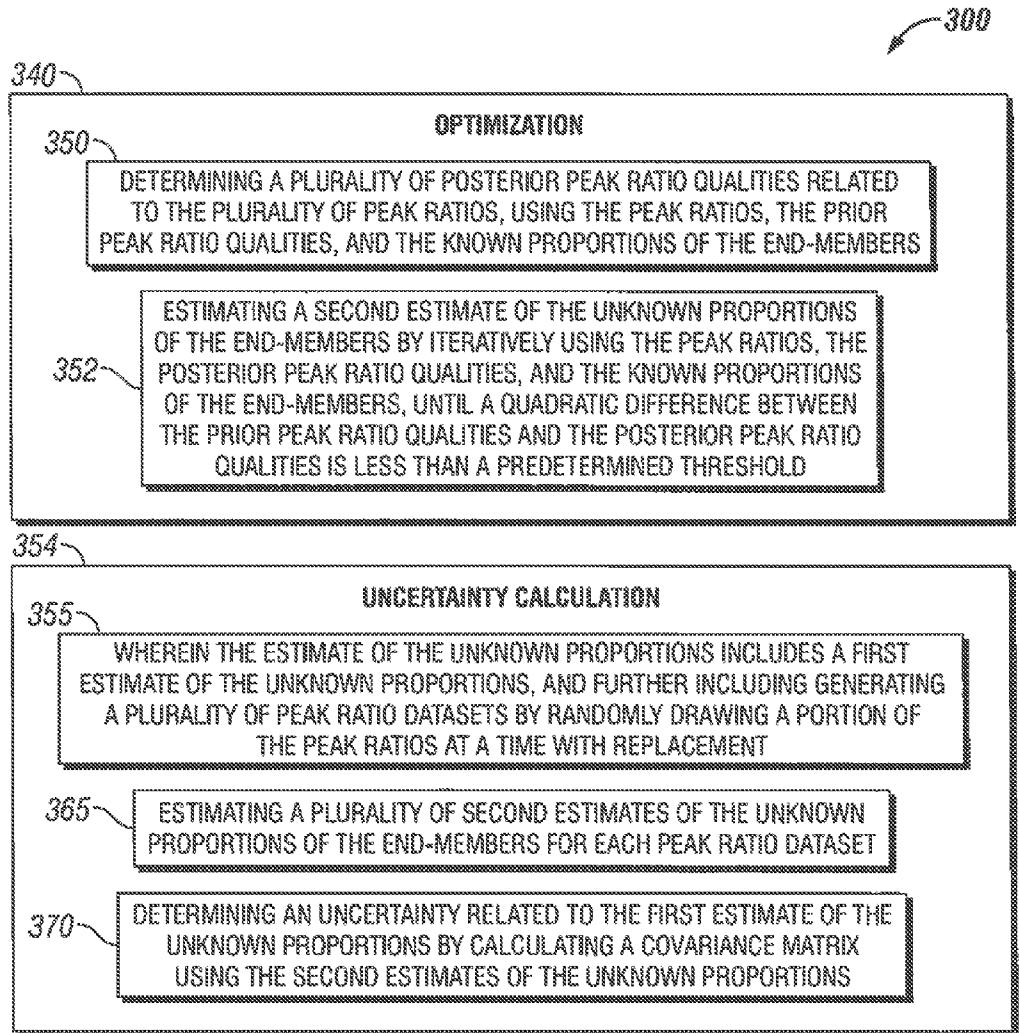 300
340
OPTIMIZATION
350
DETERMINING A PLURALITY OF POSTERIOR PEAK RATIO QUALITIES RELATED
TO THE PLURALITY OF PEAK RATIOS, USING THE PEAK RATIOS, THE PRIOR
PEAK RATIO QUALITIES, AND THE KNOWN PROPORTIONS OF THE END-MEMBERS
352
ESTIMATING A SECOND ESTIMATE OF THE UNKNOWN PROPORTIONS
OF THE END-MEMBERS BY ITERATIVELY USING THE PEAK RATIOS, THE
POSTERIOR PEAK RATIO QUALITIES, AND THE KNOWN PROPORTIONS
OF THE END-MEMBERS, UNTIL A QUADRATIC DIFFERENCE BETWEEN
THE PRIOR PEAK RATIO QUALITIES AND THE POSTERIOR PEAK RATIO
QUALITIES IS LESS THAN A PREDETERMINED THRESHOLD
354
UNCERTAINTY CALCULATION
355
WHEREIN THE ESTIMATE OF THE UNKNOWN PROPORTIONS INCLUDES A FIRST
ESTIMATE OF THE UNKNOWN PROPORTIONS, AND FURTHER INCLUDING GENERATING
A PLURALITY OF PEAK RATIO DATASETS BY RANDOMLY DRAWING A PORTION OF
THE PEAK RATIOS AT A TIME WITH REPLACEMENT
365
ESTIMATING A PLURALITY OF SECOND ESTIMATES OF THE UNKNOWN
PROPORTIONS OF THE END-MEMBERS FOR EACH PEAK RATIO DATASET
370
DETERMINING AN UNCERTAINTY RELATED TO THE FIRST ESTIMATE OF THE
UNKNOWN PROPORTIONS BY CALCULATING A COVARIANCE MATRIX
USING THE SECOND ESTIMATES OF THE UNKNOWN PROPORTIONS